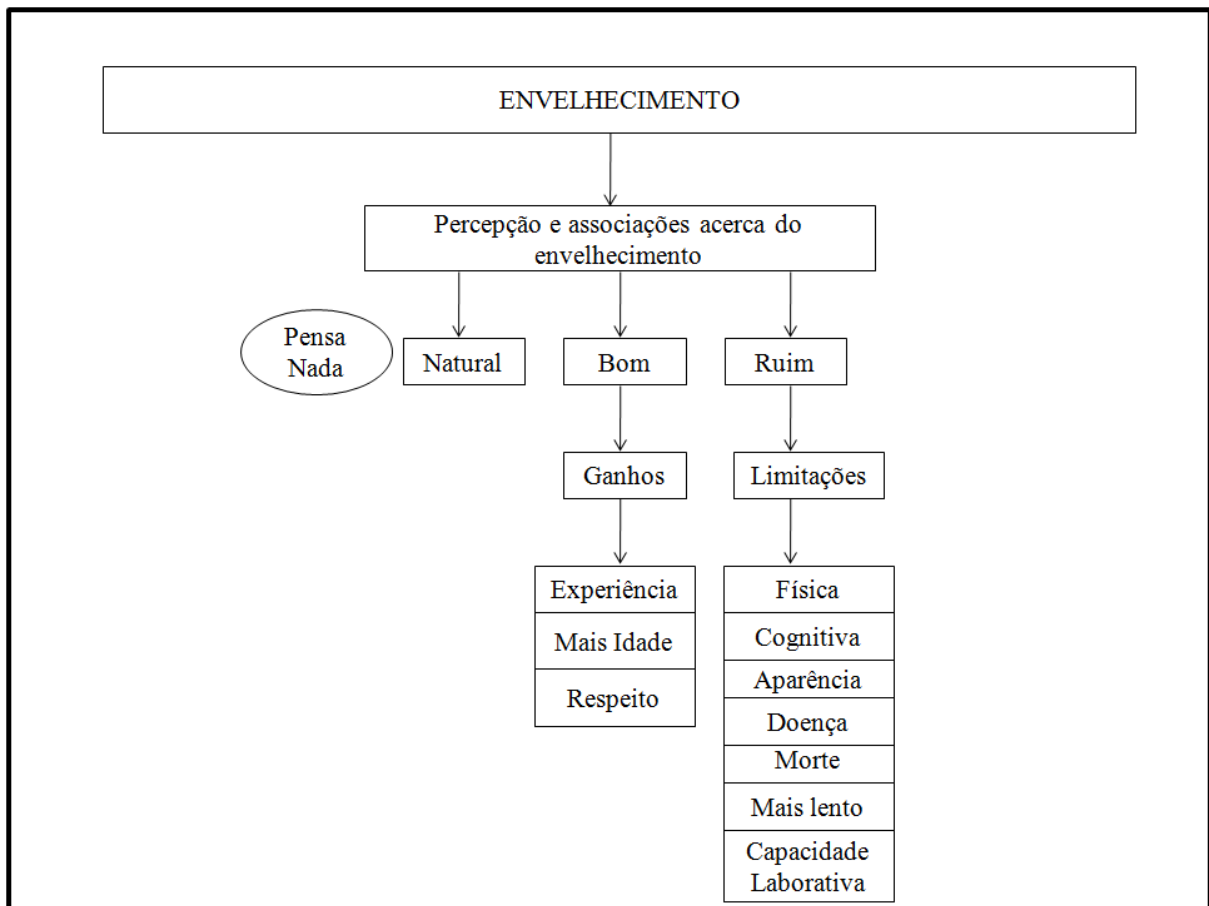 ENVELHECIMENTO
Percepção e associações acerca do
envelhecimento
Pensa
Nada
Natural
Bom
Ruim
Ganhos
Limitações
Experiência
Mais Idade
Respeito
Física
Cognitiva
Aparência
Doença
Morte
Mais lento
Capacidade
Laborativa